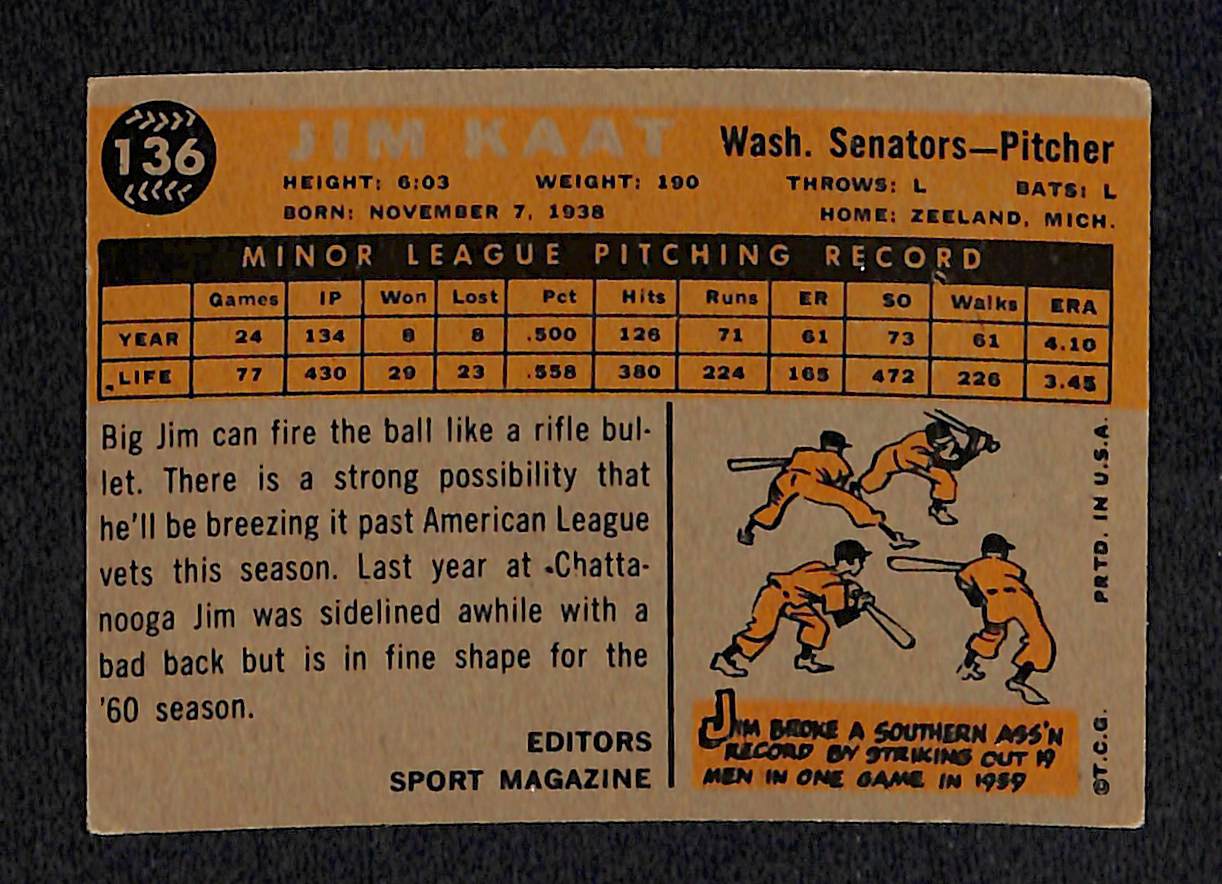 136
JIM KAAT
Wash. Senators—Pitcher
HEIGHT: 6:03 WEIGHT: 190 THROWS: L BATS: L
BORN: NOVEMBER 7, 1938 HOME: ZEELAND, MICH.
MINOR LEAGUE PITCHING RECORD
Games IP Won Lost Pct Hits Runs ER SO Walks ERA
YEAR 24 134 8 8 .500 126 71 61 73 61 4.10
LIFE 77 430 29 23 .558 380 224 165 472 226 3.45
Big Jim can fire the ball like a rifle bul-
let. There is a strong possibility that
he'll be breezing it past American League
vets this season. Last year at Chatta-
nooga Jim was sidelined awhile with a
bad back but is in fine shape for the
'60 season.
EDITORS
SPORT MAGAZINE
JIM BROKE A SOUTHERN ASS'N
RECORD BY STRIKING OUT 19
MEN IN ONE GAME IN 1959
PRTD. IN U.S.A.
©T.C.G.